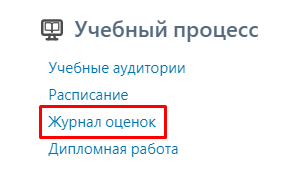 Учебный процесс
Учебные аудитории
Расписание
Журнал оценок
Дипломная работа